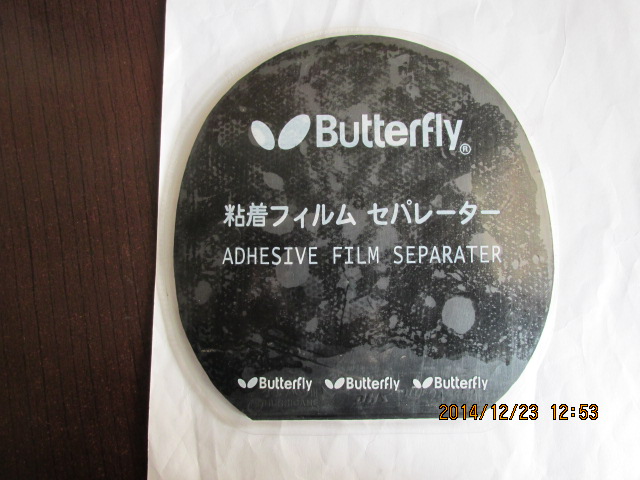 Butterfly®
粘着フィルム セパレーター
ADHESIVE FILM SEPARATER
Butterfly Butterfly Butterfly
2014/12/23 12:53